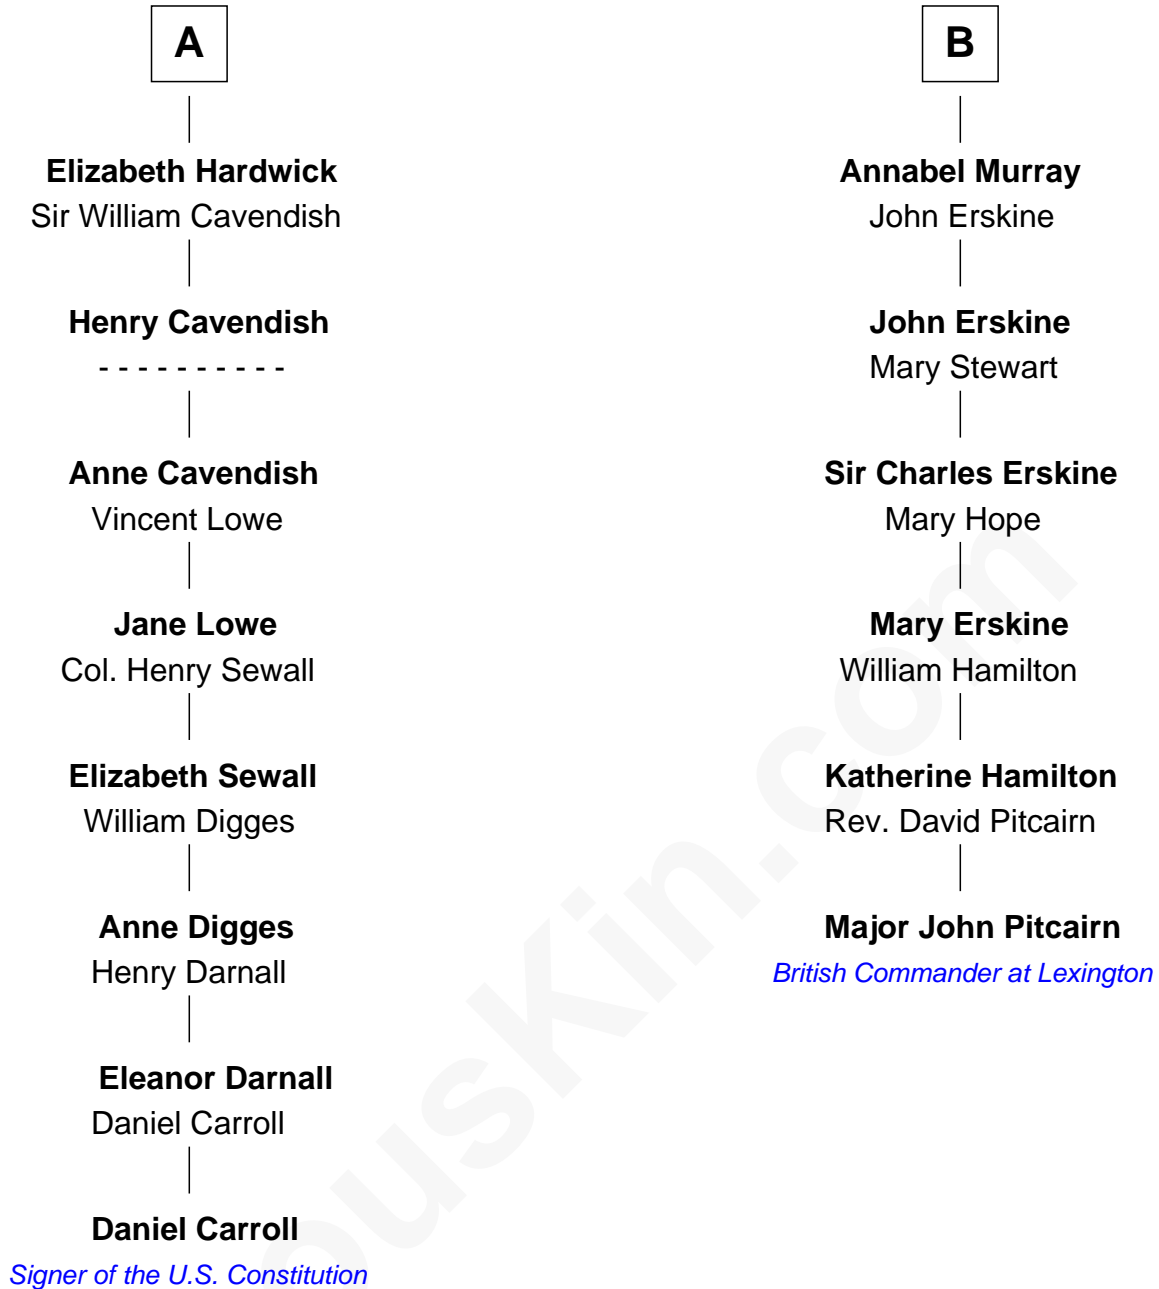 A
Elizabeth Hardwick
Sir William Cavendish
Henry Cavendish
- - - - - - - - - -
Anne Cavendish
Vincent Lowe
Jane Lowe
Col. Henry Sewall
Elizabeth Sewall
William Digges
Anne Digges
Henry Darnall
Eleanor Darnall
Daniel Carroll
Daniel Carroll
Signer of the U.S. Constitution
B
Annabel Murray
John Erskine
John Erskine
Mary Stewart
Sir Charles Erskine
Mary Hope
Mary Erskine
William Hamilton
Katherine Hamilton
Rev. David Pitcairn
Major John Pitcairn
British Commander at Lexington
ouskin.com